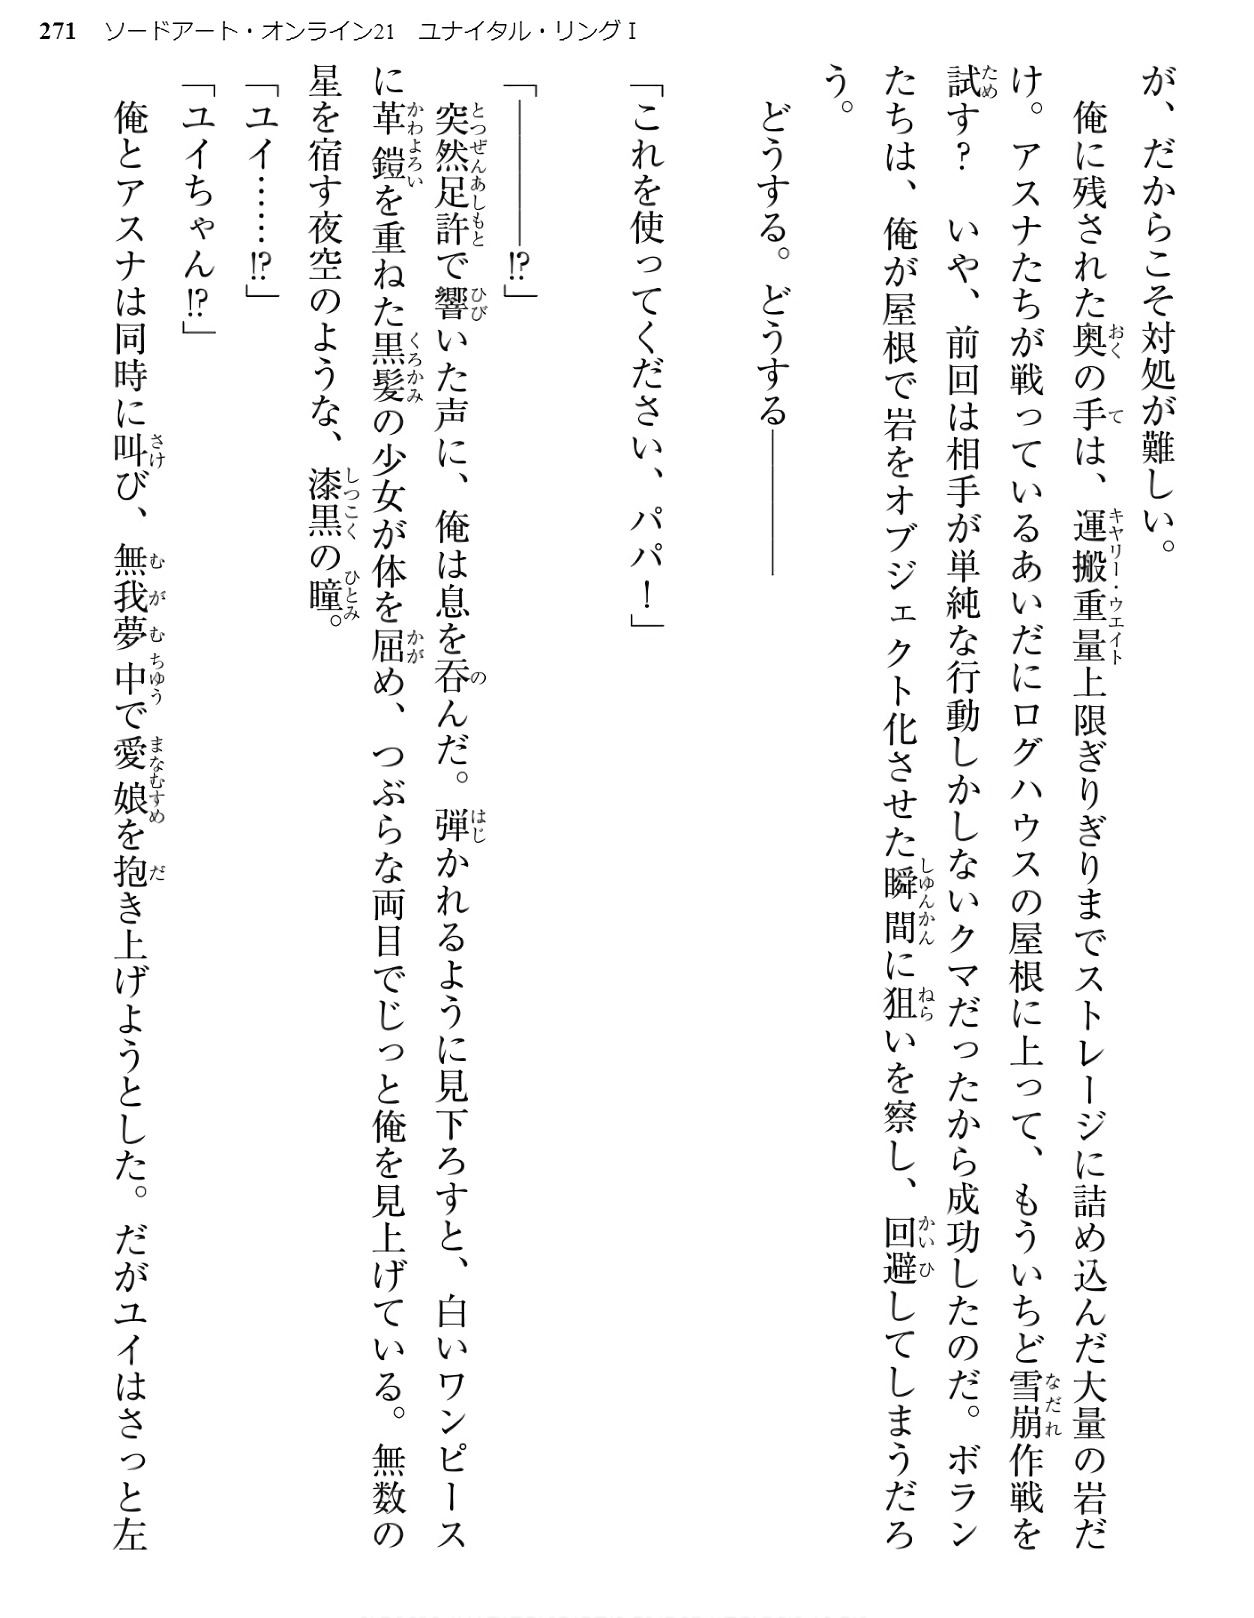 271 ソードアート・オンライン21　ユナイタル・リングⅠ
が、だからこそ対処が難しい。
　俺に残された奥の手は、運搬重量上限ぎりぎりまでストレージに詰め込んだ大量の岩だ
け。アスナたちが戦っているあいだにログハウスの屋根に上って、もういちど雪崩作戦を
試す？　いや、前回は相手が単純な行動しかしないクマだったから成功したのだ。ボラン
たちは、俺が屋根で岩をオブジェクト化させた瞬間に狙いを察し、回避してしまうだろ
う。
　どうする。どうする――――
「これを使ってください、パパ！」
「――――⁉」
　突然足許で響いた声に、俺は息を呑んだ。弾かれるように見下ろすと、白いワンピース
に革鎧を重ねた黒髪の少女が体を屈め、つぶらな両目でじっと俺を見上げている。無数の
星を宿す夜空のような、漆黒の瞳。
「ユイ……⁉」
「ユイちゃん⁉」
　俺とアスナは同時に叫び、無我夢中で愛娘を抱き上げようとした。だがユイはさっと左